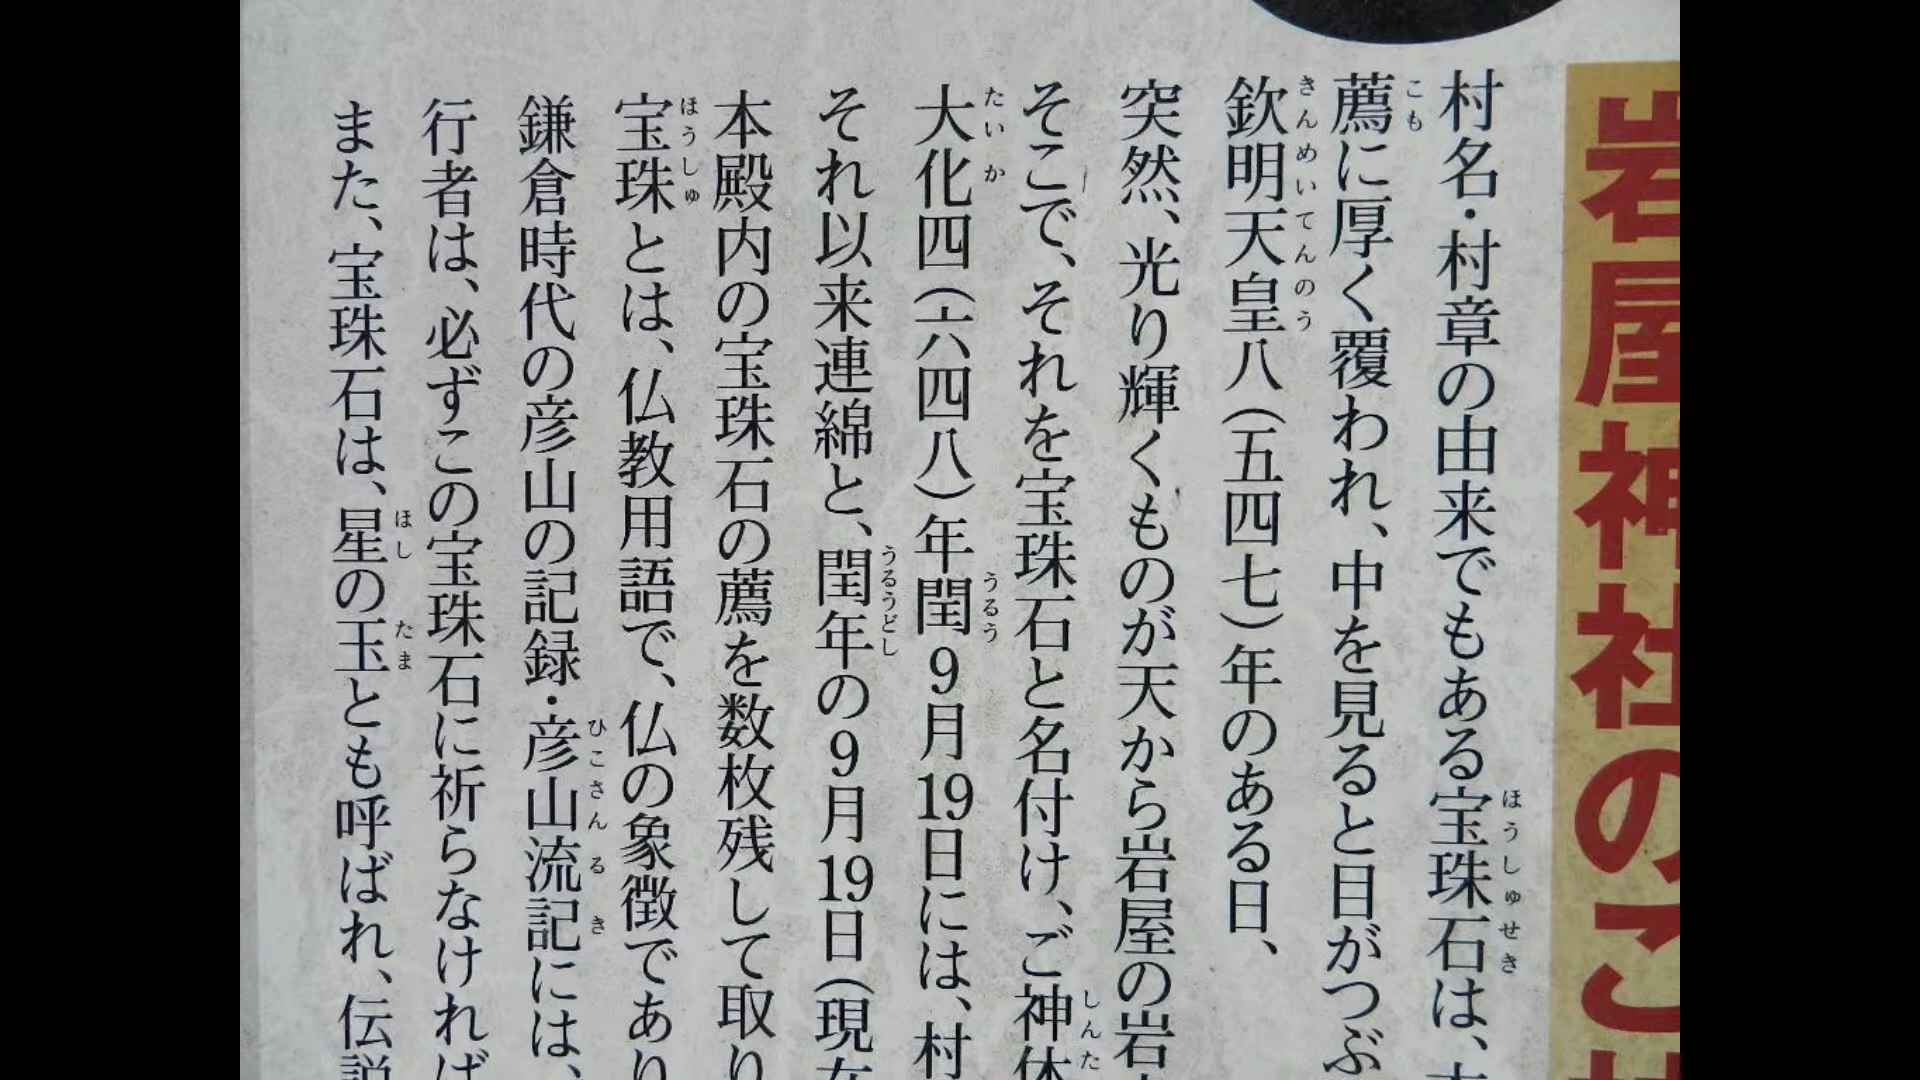 岩屋神社のご
村名・村章の由来でもある宝珠石は、
薦に厚く覆われ、中を見ると目がつぶ
欽明天皇八(五四七)年のある日、
突然、光り輝くものが天から岩屋の岩
そこで、それを宝珠石と名付け、ご神体
大化四(六四八)年閏9月19日には、村
それ以来連綿と、閏年の9月19日(現在
本殿内の宝珠石の薦を数枚残して取り
宝珠とは、仏教用語で、仏の象徴であり
鎌倉時代の彦山の記録・彦山流記には、
行者は、必ずこの宝珠石に祈らなければ
また、宝珠石は、星の玉とも呼ばれ、伝説